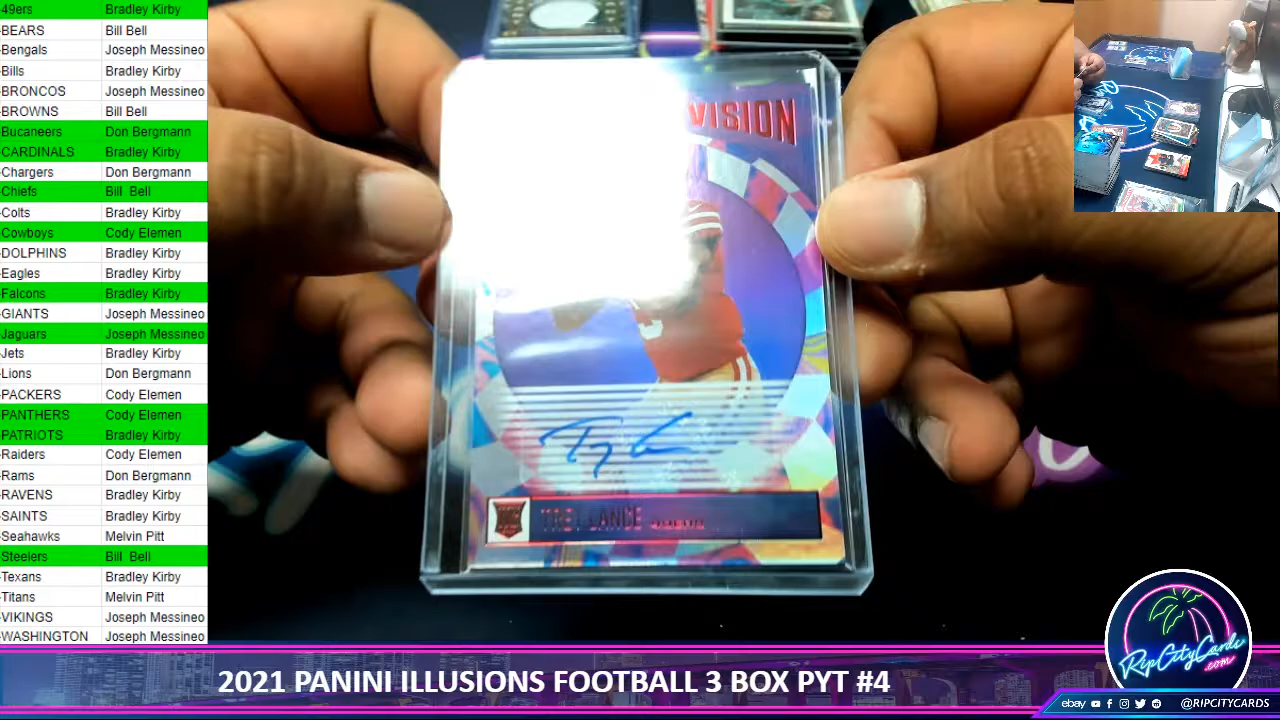 49ers Bradley Kirby
-BEARS Bill Bell
-Bengals Joseph Messineo
-Bills Bradley Kirby
-BRONCOS Joseph Messineo
-BROWNS Bill Bell
-Bucaneers Don Bergmann
-CARDINALS Bradley Kirby
-Chargers Don Bergmann
-Chiefs Bill Bell
-Colts Bradley Kirby
-Cowboys Cody Elemen
-DOLPHINS Bradley Kirby
-Eagles Bradley Kirby
-Falcons Bradley Kirby
-GIANTS Joseph Messineo
-Jaguars Joseph Messineo
-Jets Bradley Kirby
-Lions Don Bergmann
-PACKERS Cody Elemen
-PANTHERS Cody Elemen
-PATRIOTS Bradley Kirby
-Raiders Cody Elemen
-Rams Don Bergmann
-RAVENS Bradley Kirby
-SAINTS Bradley Kirby
-Seahawks Melvin Pitt
-Steelers Bill Bell
-Texans Bradley Kirby
-Titans Melvin Pitt
-VIKINGS Joseph Messineo
-WASHINGTON Joseph Messineo
VISION
TREY LANCE
RipCityCards
.com
2021 PANINI ILLUSIONS FOOTBALL 3 BOX PYT #4
ebay @RIPCITYCARDS